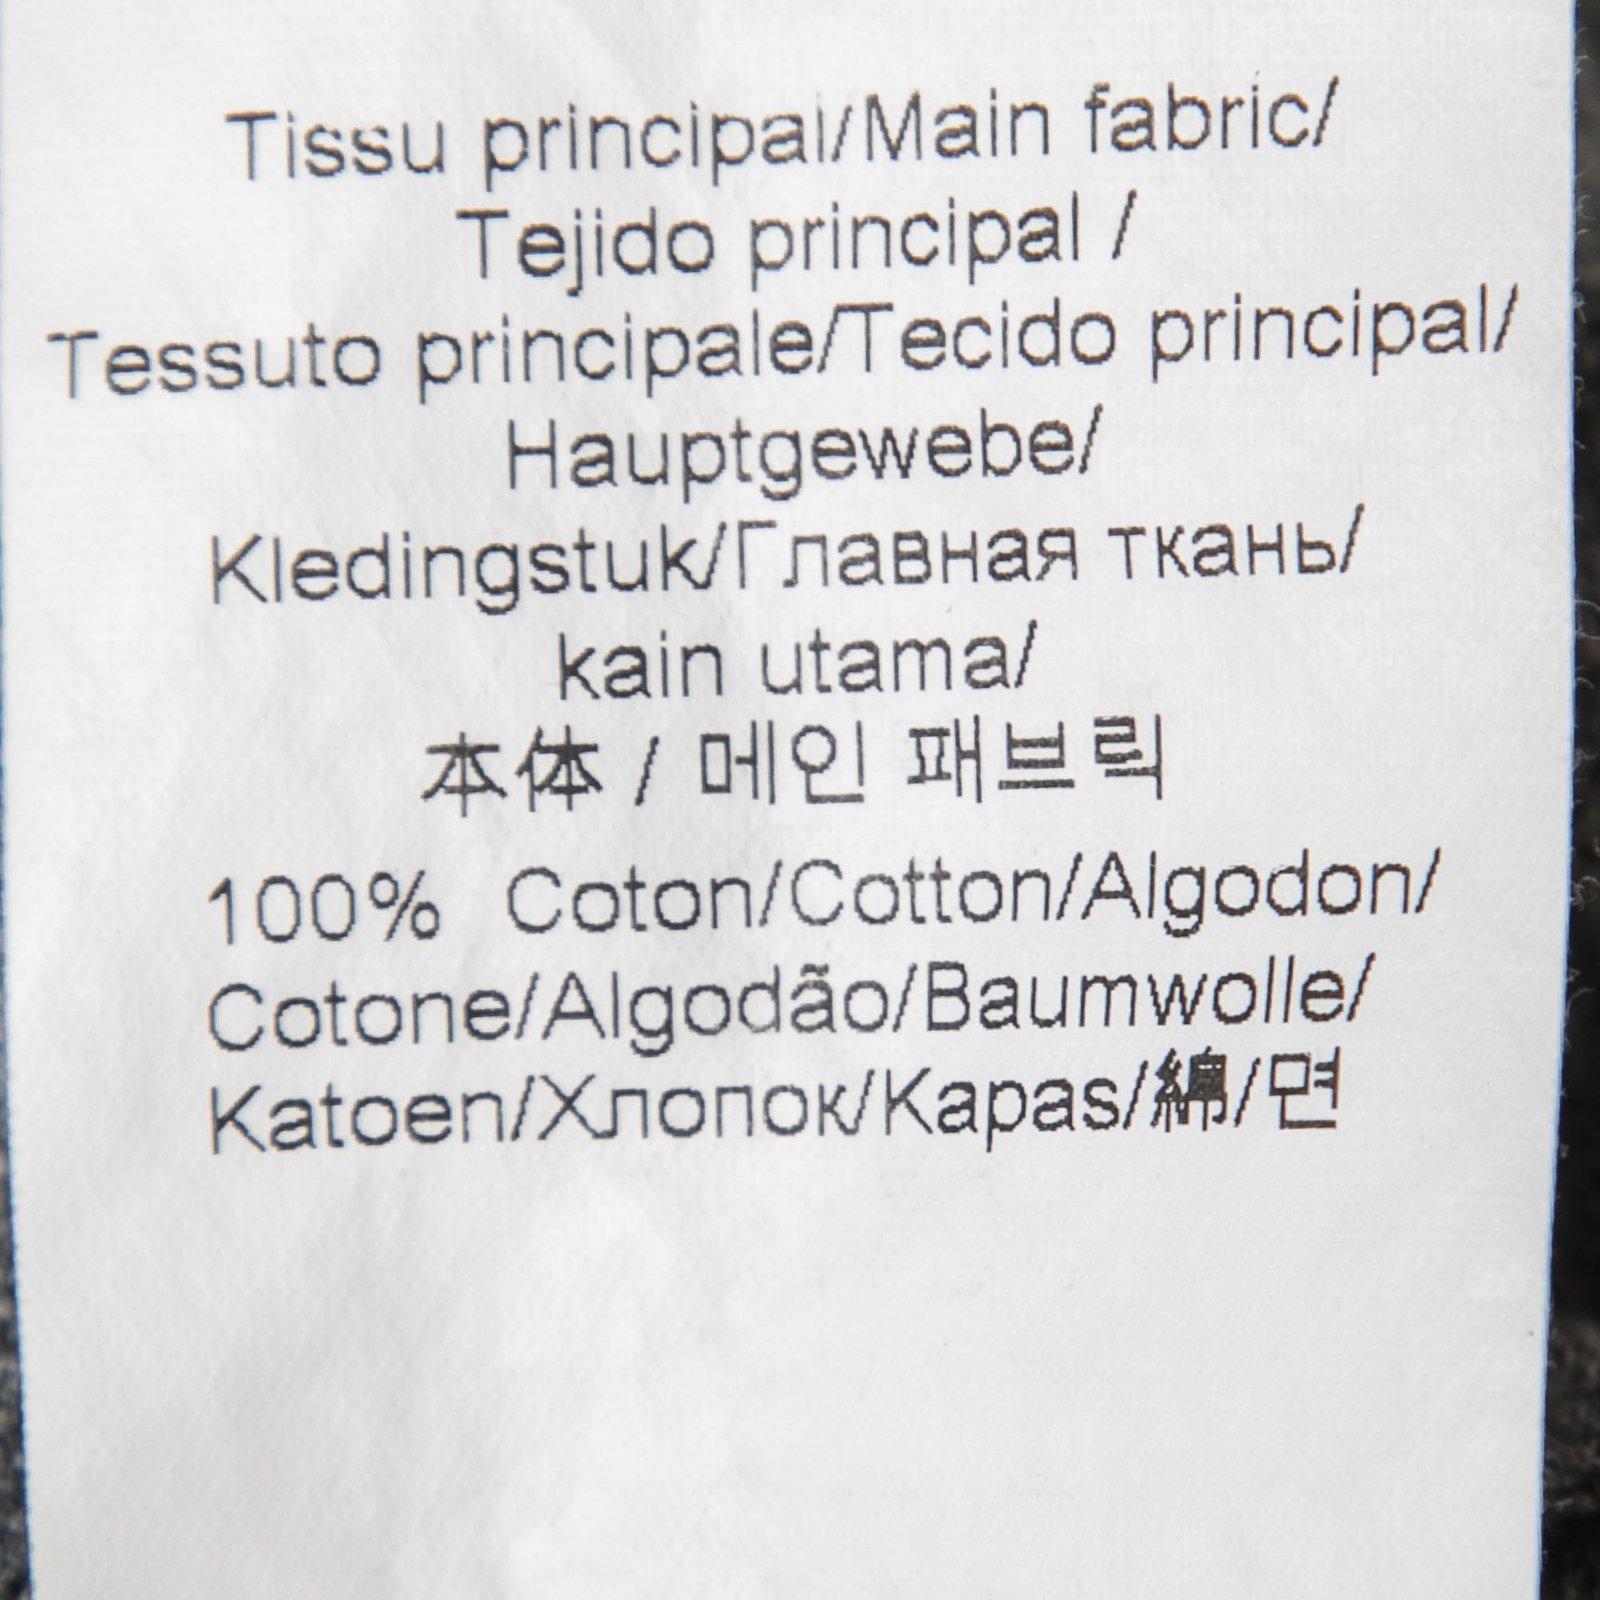 Tissu principal/Main fabric/
Tejido principal /
Tessuto principale/Tecido principal/
Hauptgewebe/
Kledingstuk/Главная ткань/
kain utama/
本体 / 메인 패브릭
100% Coton/Cotton/Algodon/
Cotone/Algodão/Baumwolle/
Katoen/Хлопок/Kapas/綿/면